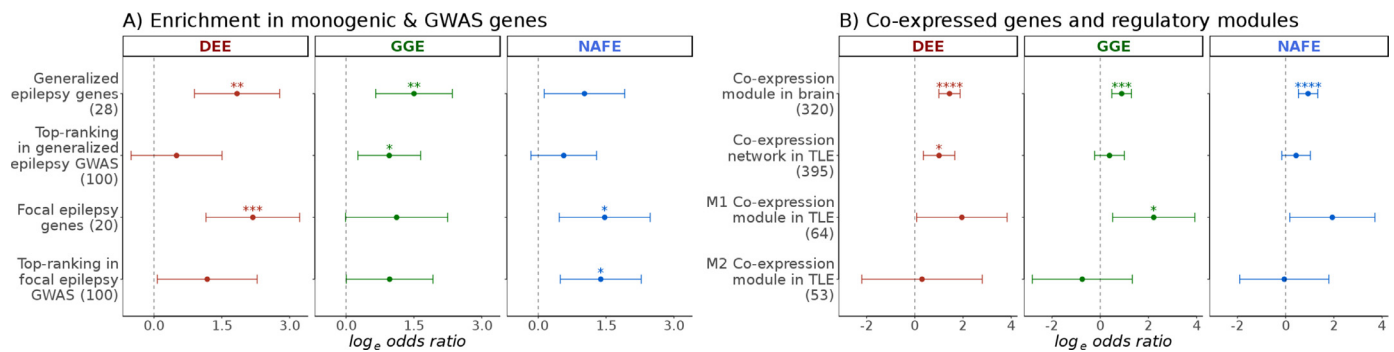 A) Enrichment in monogenic & GWAS genes
DEE GGE NAFE
Generalized
epilepsy genes
(28)
** **
Top-ranking
in generalized
epilepsy GWAS
(100)
*
Focal epilepsy
genes (20)
*** *
Top-ranking in
focal epilepsy
GWAS (100)
*
0.0 1.5 3.0 0.0 1.5 3.0 0.0 1.5 3.0
logₑ odds ratio
B) Co-expressed genes and regulatory modules
DEE GGE NAFE
Co-expression
module in brain
(320)
**** *** ****
Co-expression
network in TLE
(395)
*
M1 Co-expression
module in TLE
(64)
*
M2 Co-expression
module in TLE
(53)
-2 0 2 4 -2 0 2 4 -2 0 2 4
logₑ odds ratio